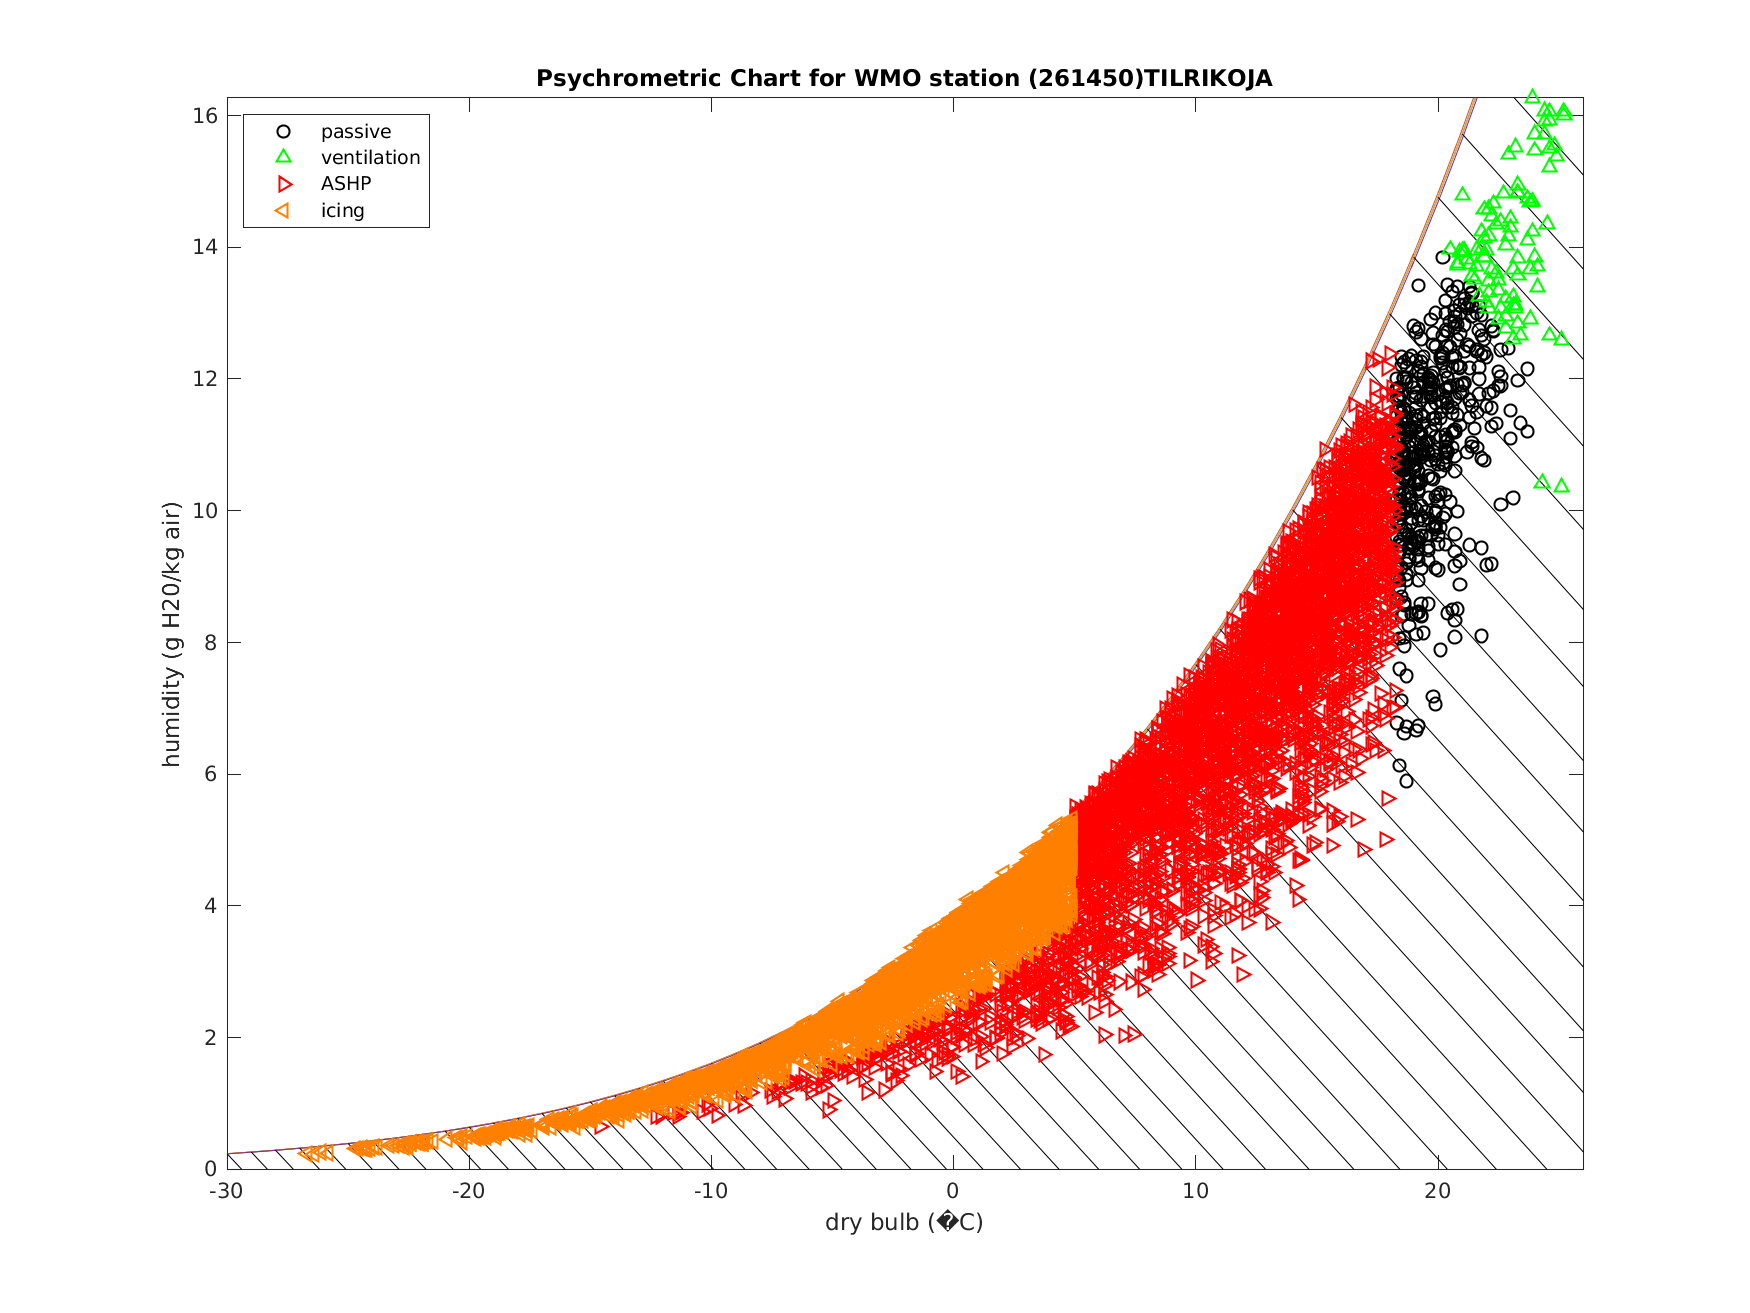 Psychrometric Chart for WMO station (261450)TILRIKOJA
passive
ventilation
ASHP
icing
16
14
12
10
8
6
4
2
0
humidity (g H20/kg air)
-30 -20 -10 0 10 20
dry bulb (�C)